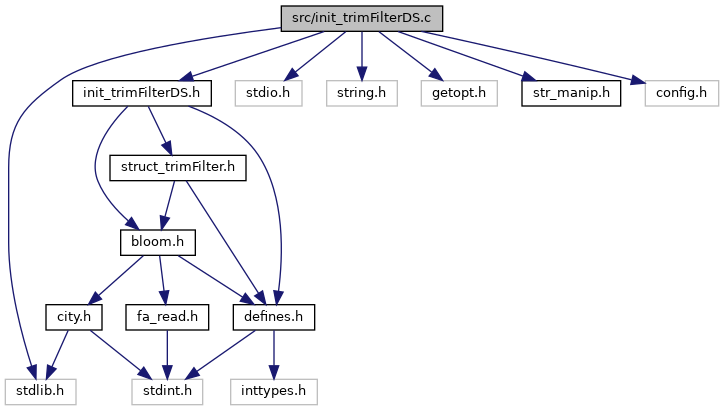 src/init_trimFilterDS.c
init_trimFilterDS.h
stdio.h
string.h
getopt.h
str_manip.h
config.h
struct_trimFilter.h
bloom.h
city.h
fa_read.h
defines.h
stdlib.h
stdint.h
inttypes.h